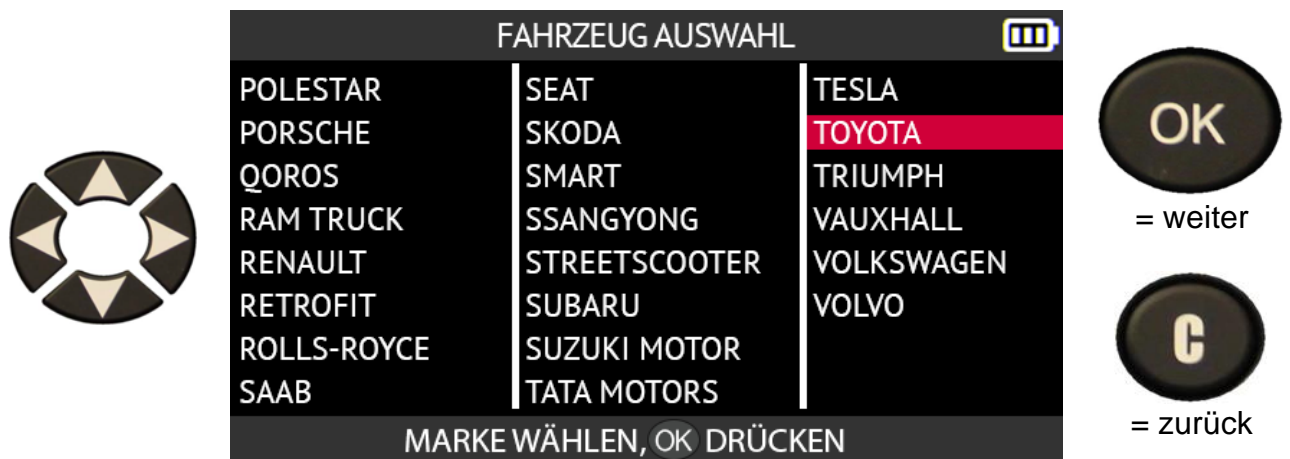 FAHRZEUG AUSWAHL
POLESTAR
PORSCHE
QOROS
RAM TRUCK
RENAULT
RETROFIT
ROLLS-ROYCE
SAAB
SEAT
SKODA
SMART
SSANGYONG
STREETSCOOTER
SUBARU
SUZUKI MOTOR
TATA MOTORS
TESLA
TOYOTA
TRIUMPH
VAUXHALL
VOLKSWAGEN
VOLVO
MARKE WÄHLEN, OK DRÜCKEN
OK
= weiter
C
= zurück